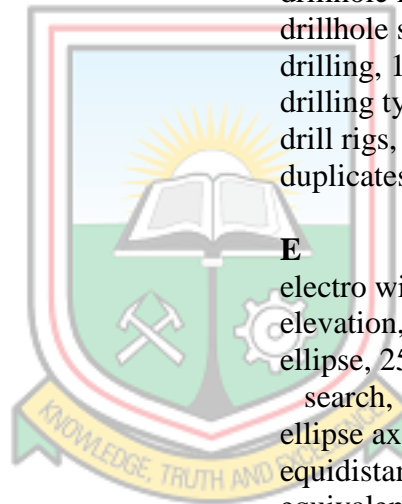 drillhole s
drilling, 1
drilling ty
drill rigs,
duplicates
E
electro wi
elevation,
ellipse, 25
search,
ellipse ax
equidistan
KNOWLEDGE, TRUTH AND EXCELLENCE